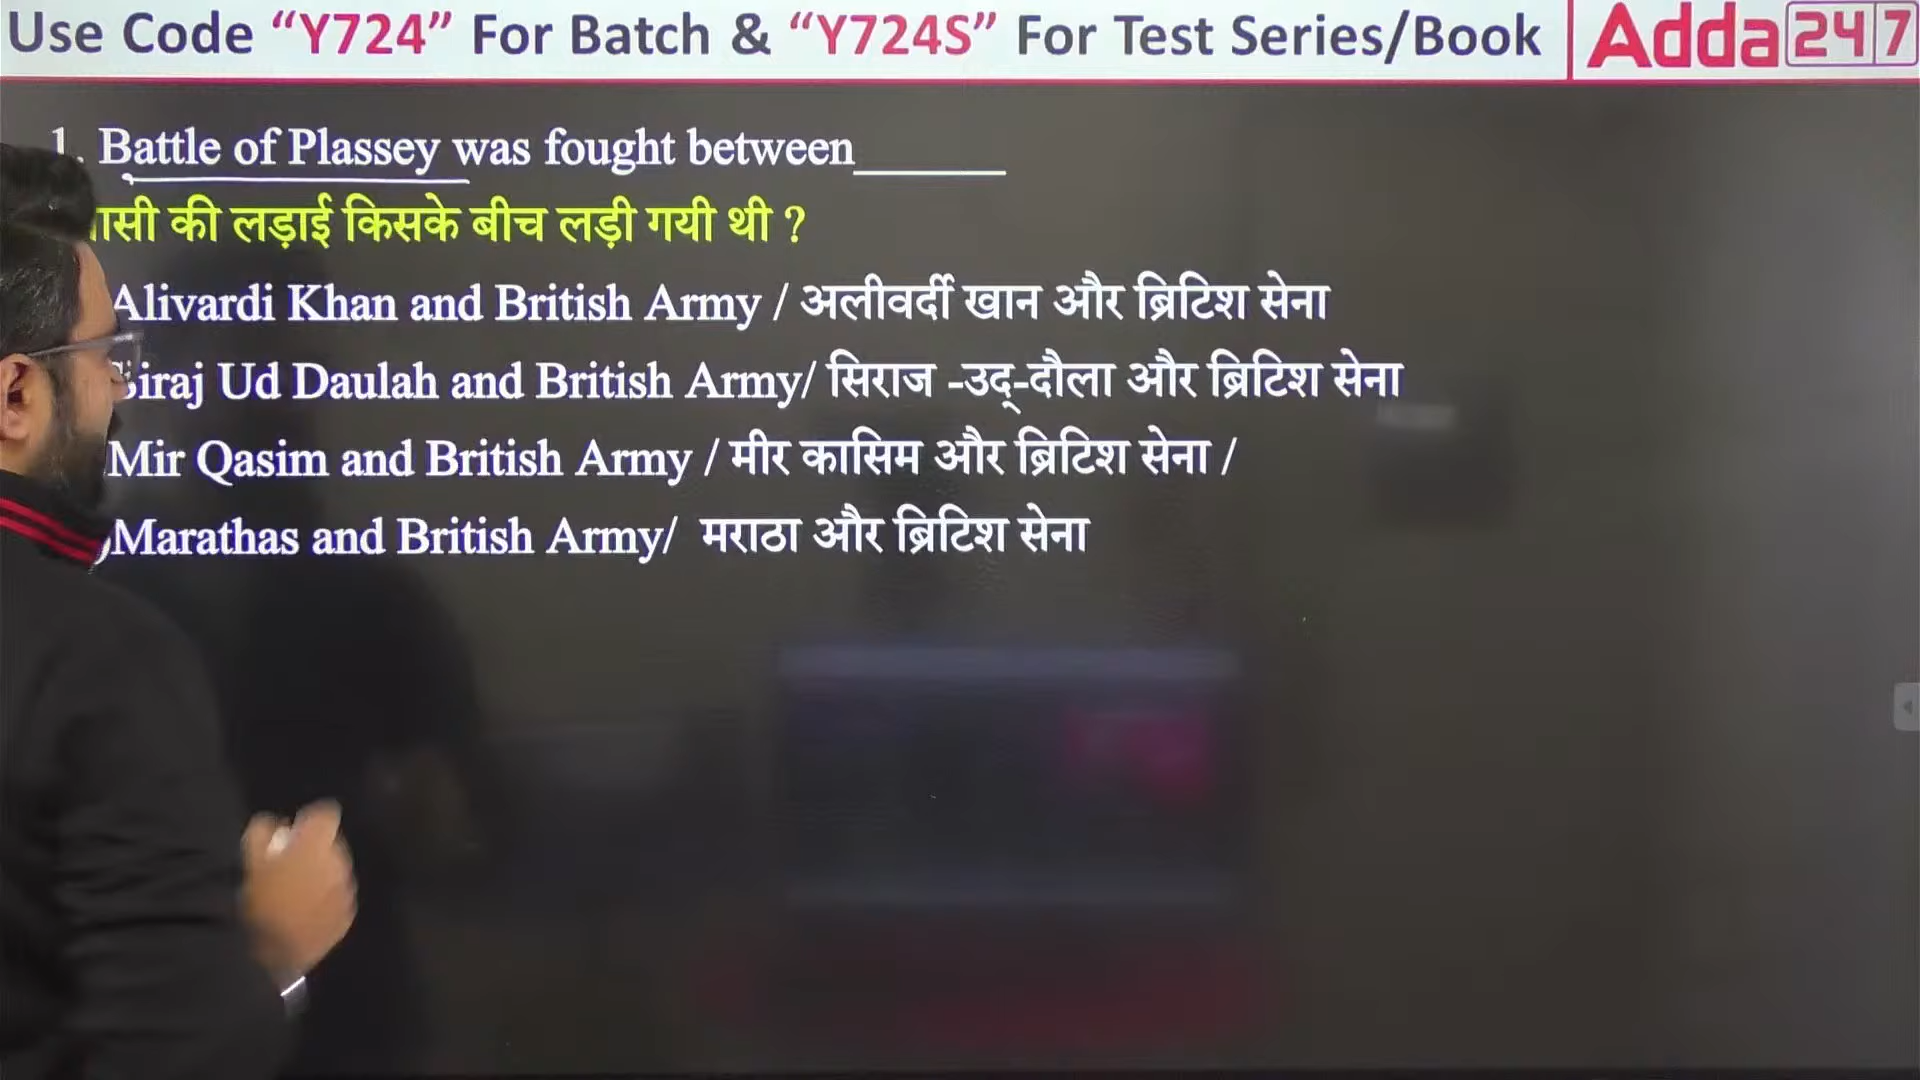 Use Code “Y724” For Batch & “Y724S” For Test Series/Book
Adda247
1. Battle of Plassey was fought between______
की लड़ाई किसके बीच लड़ी गयी थी ?
Alivardi Khan and British Army / अलीवर्दी खान और ब्रिटिश सेना
Siraj Ud Daulah and British Army/ सिराज -उद्-दौला और ब्रिटिश सेना
Mir Qasim and British Army / मीर कासिम और ब्रिटिश सेना /
Marathas and British Army/ मराठा और ब्रिटिश सेना